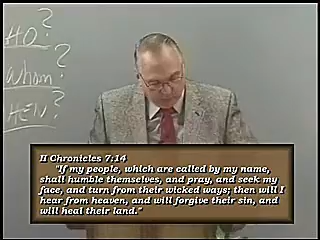 HO?
Whom?
HEN?
II Chronicles 7:14
"If my people, which are called by my name,
shall humble themselves, and pray, and seek my
face, and turn from their wicked ways; then will I
hear from heaven, and will forgive their sin, and
will heal their land."